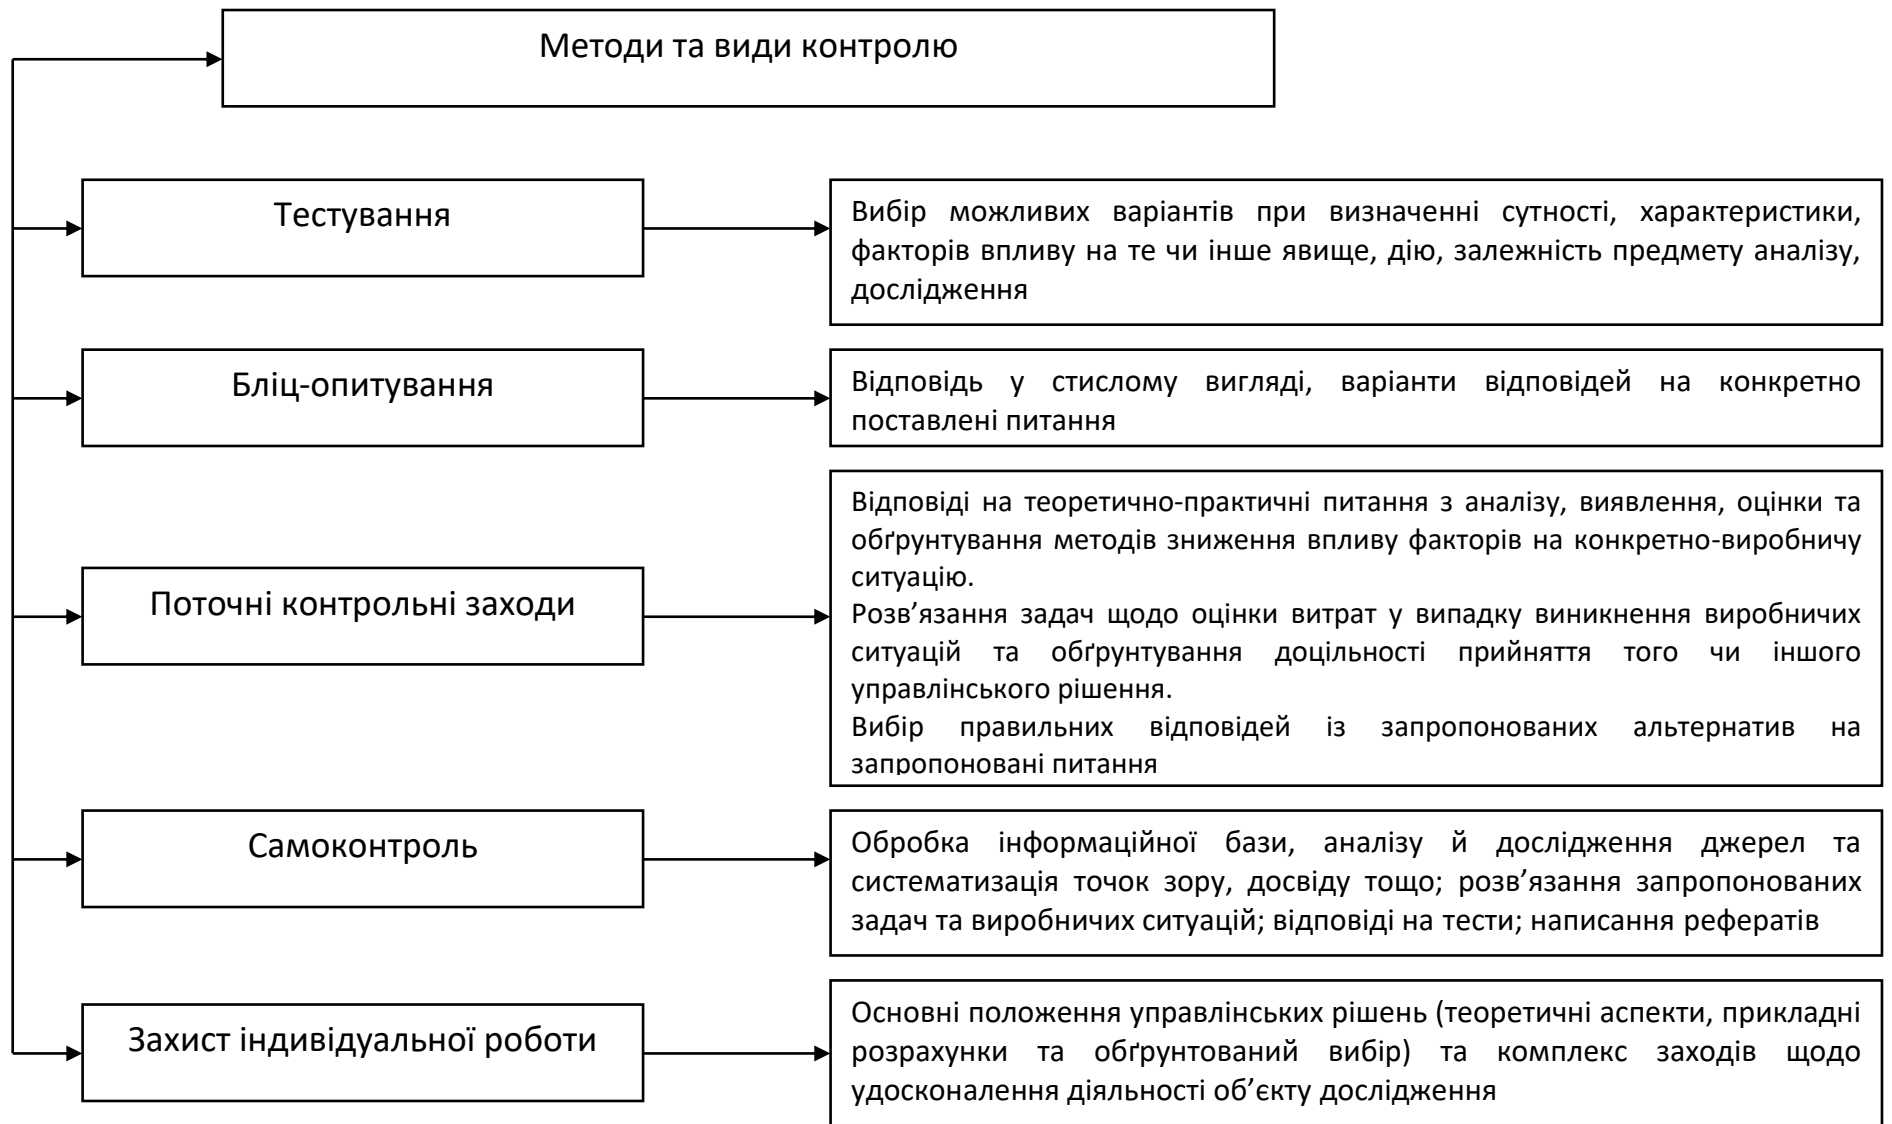 Методи та види контролю
Тестування
Вибір можливих варіантів при визначенні сутності, характеристики,
факторів впливу на те чи інше явище, дію, залежність предмету аналізу,
дослідження
Бліц-опитування
Відповідь у стислому вигляді, варіанти відповідей на конкретно
поставлені питання
Поточні контрольні заходи
Відповіді на теоретично-практичні питання з аналізу, виявлення, оцінки та
обґрунтування методів зниження впливу факторів на конкретно-виробничу
ситуацію.
Розв’язання задач щодо оцінки витрат у випадку виникнення виробничих
ситуацій та обґрунтування доцільності прийняття того чи іншого
управлінського рішення.
Вибір правильних відповідей із запропонованих альтернатив на
запропоновані питання
Самоконтроль
Обробка інформаційної бази, аналізу й дослідження джерел та
систематизація точок зору, досвіду тощо; розв’язання запропонованих
задач та виробничих ситуацій; відповіді на тести; написання рефератів
Захист індивідуальної роботи
Основні положення управлінських рішень (теоретичні аспекти, прикладні
розрахунки та обґрунтований вибір) та комплекс заходів щодо
удосконалення діяльності об’єкту дослідження